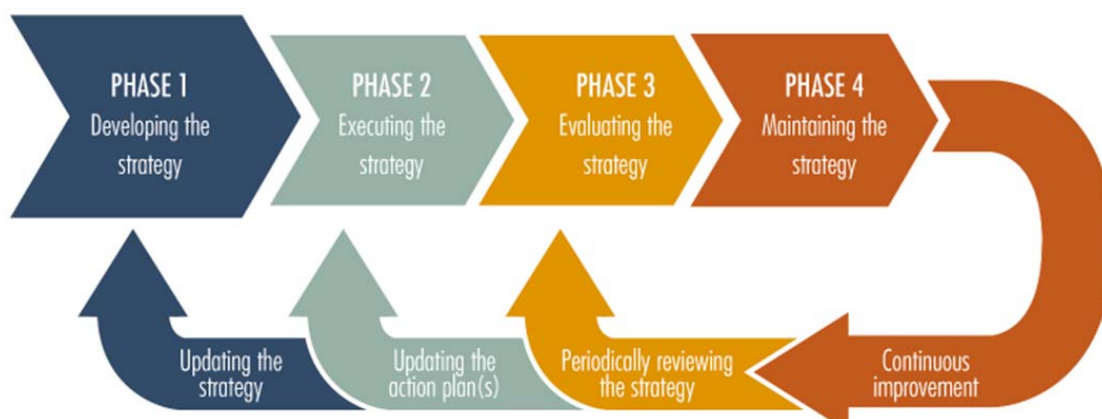 PHASE 1
Developing the
strategy
PHASE 2
Executing the
strategy
PHASE 3
Evaluating the
strategy
PHASE 4
Maintaining the
strategy
Updating the
strategy
Updating the
action plan(s)
Periodically reviewing
the strategy
Continuous
improvement